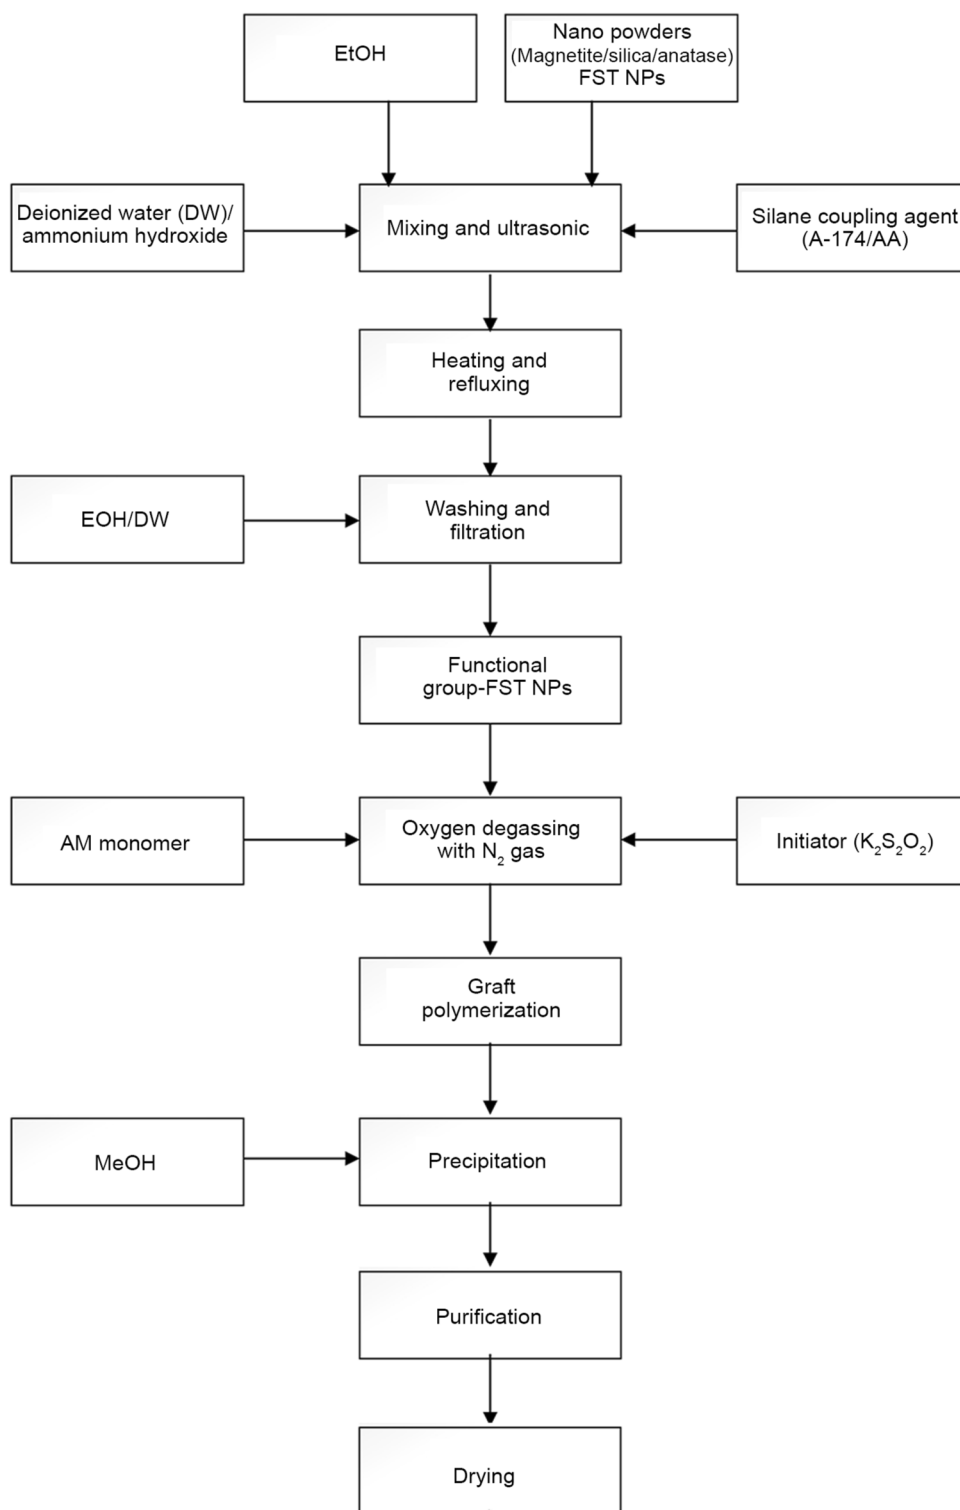 EtOH
Nano powders
(Magnetite/silica/anatase)
FST NPs
Deionized water (DW)/
ammonium hydroxide
Mixing and ultrasonic
Silane coupling agent
(A-174/AA)
Heating and
refluxing
EOH/DW
Washing and
filtration
Functional
group-FST NPs
AM monomer
Oxygen degassing
with N₂ gas
Initiator (K₂S₂O₂)
Graft
polymerization
MeOH
Precipitation
Purification
Drying